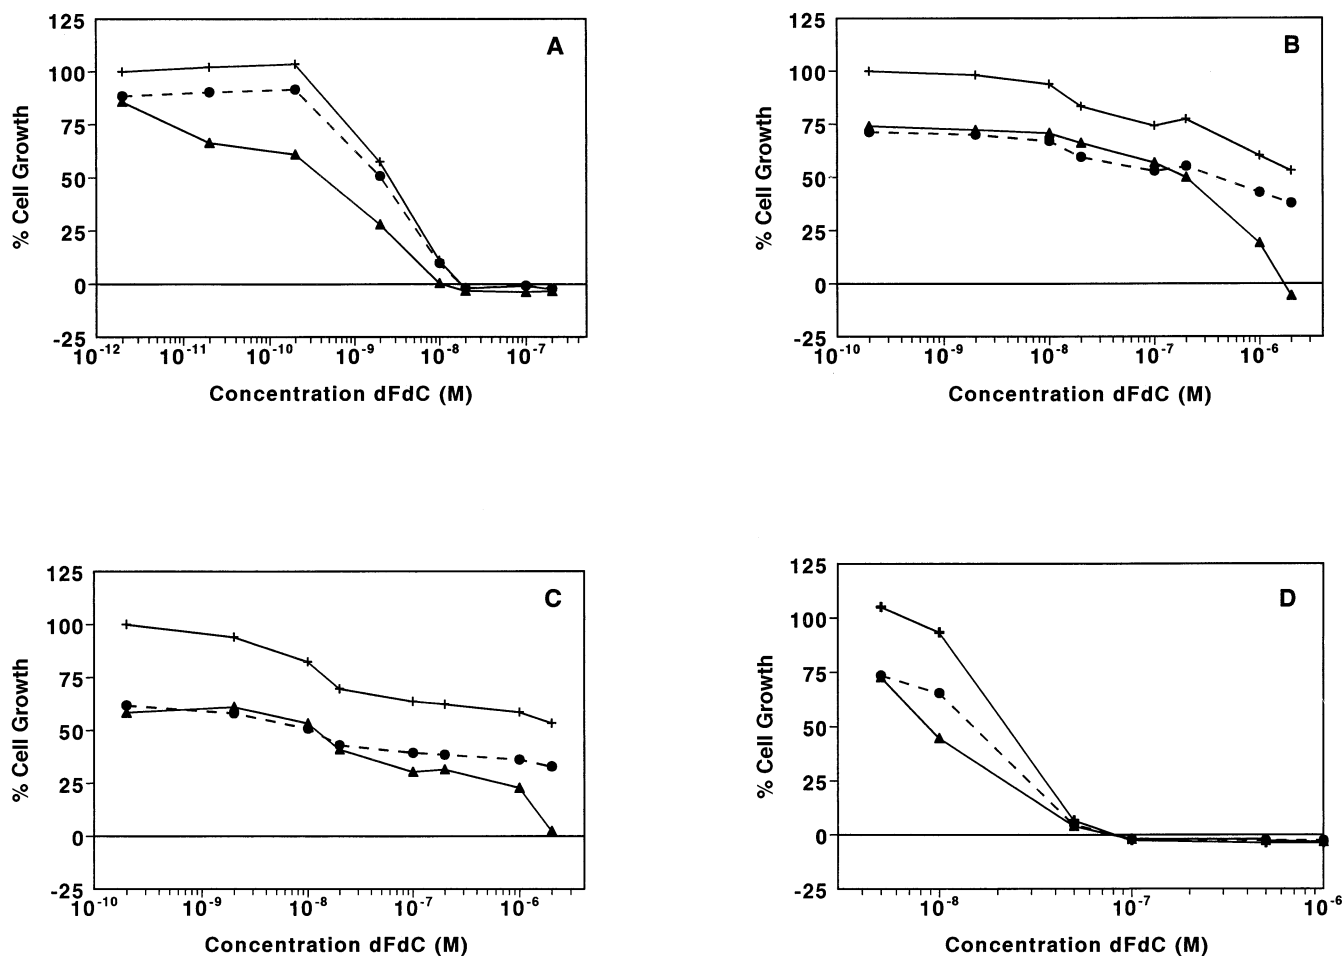 125
A
100
75
50
25
0
-25
% Cell Growth
10-12 10-11 10-10 10-9 10-8 10-7
Concentration dFdC (M)
125
B
100
75
50
25
0
-25
% Cell Growth
10-10 10-9 10-8 10-7 10-6
Concentration dFdC (M)
125
C
100
75
50
25
0
-25
% Cell Growth
10-10 10-9 10-8 10-7 10-6
Concentration dFdC (M)
125
D
100
75
50
25
0
-25
% Cell Growth
10-8 10-7 10-6
Concentration dFdC (M)